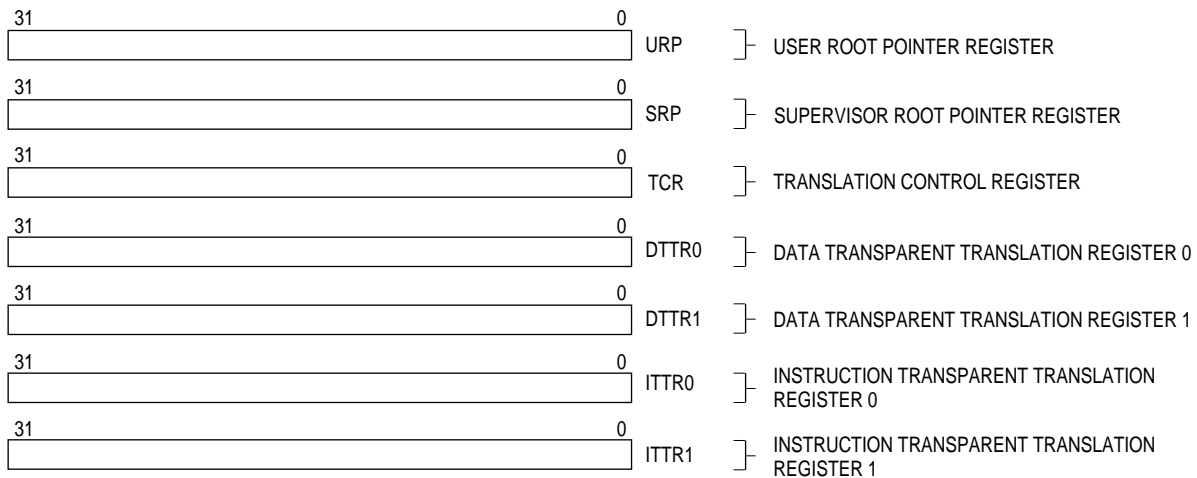 31 0
URP USER ROOT POINTER REGISTER
31 0
SRP SUPERVISOR ROOT POINTER REGISTER
31 0
TCR TRANSLATION CONTROL REGISTER
31 0
DTTR0 DATA TRANSPARENT TRANSLATION REGISTER 0
31 0
DTTR1 DATA TRANSPARENT TRANSLATION REGISTER 1
31 0
ITTR0 INSTRUCTION TRANSPARENT TRANSLATION
REGISTER 0
31 0
ITTR1 INSTRUCTION TRANSPARENT TRANSLATION
REGISTER 1